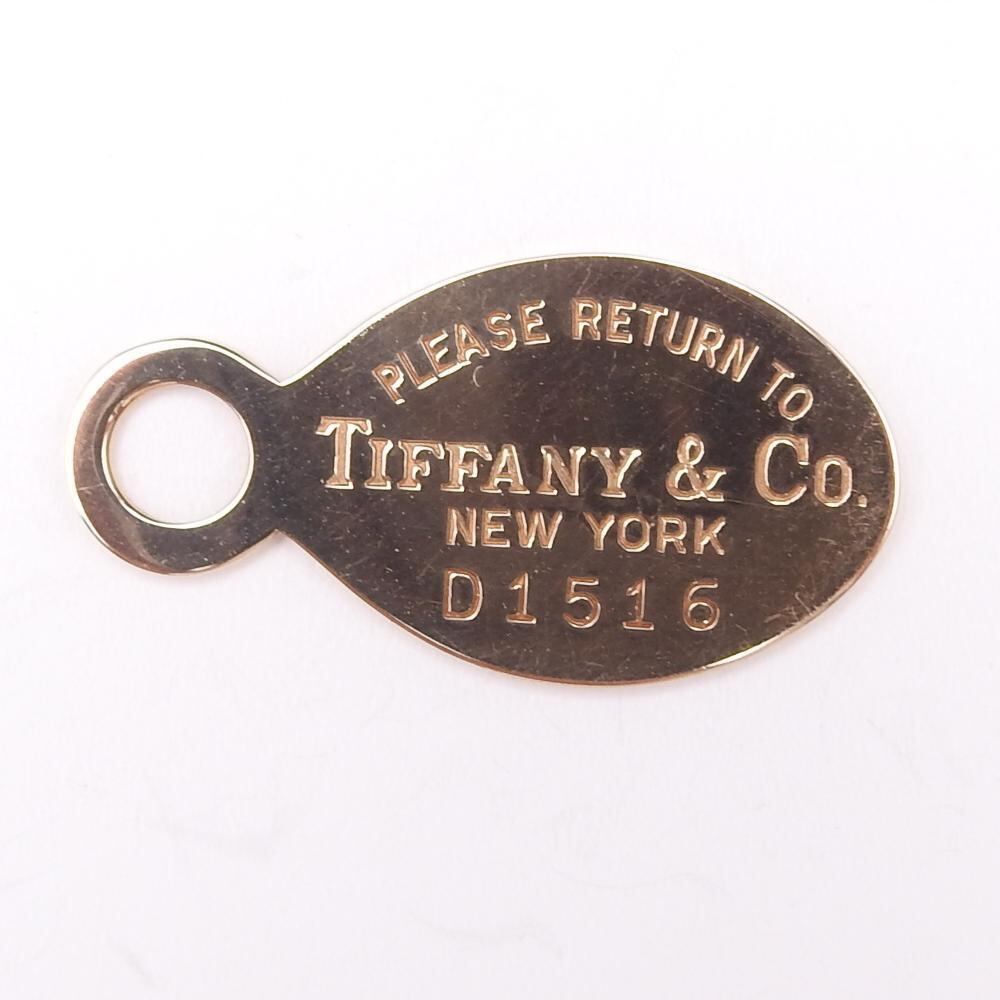 PLEASE RETURN TO
TIFFANY & CO.
NEW YORK
D1516